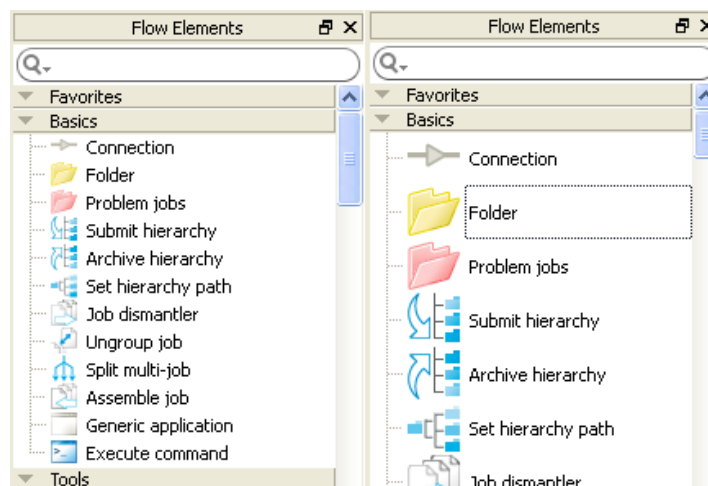 Flow Elements
Favorites
Basics
Connection
Folder
Problem jobs
Submit hierarchy
Archive hierarchy
Set hierarchy path
Job dismantler
Ungroup job
Split multi-job
Assemble job
Generic application
Execute command
Tools
Flow Elements
Favorites
Basics
Connection
Folder
Problem jobs
Submit hierarchy
Archive hierarchy
Set hierarchy path
Job dismantler